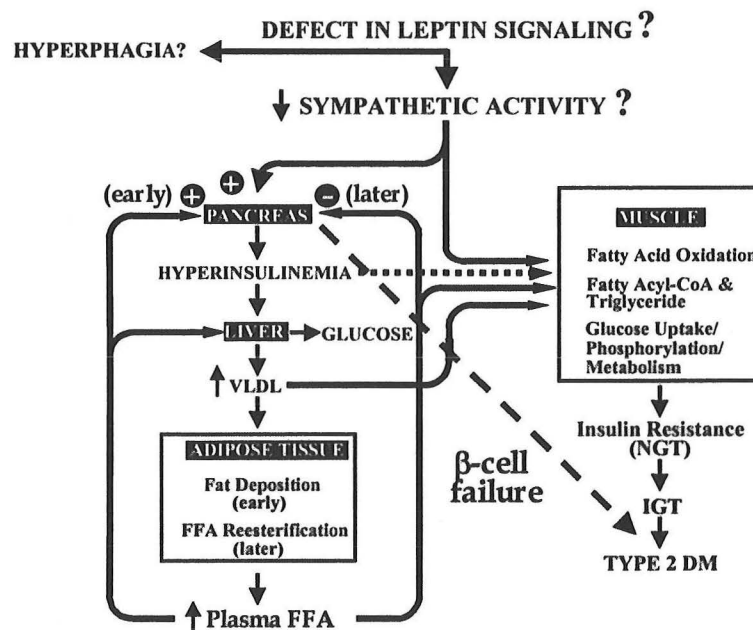 DEFECT IN LEPTIN SIGNALING ?
HYPERPHAGIA?
↓ SYMPATHETIC ACTIVITY ?
(early) + + − (later)
PANCREAS
HYPERINSULINEMIA
LIVER → GLUCOSE
↑ VLDL
ADIPOSE TISSUE
Fat Deposition
(early)
FFA Reesterification
(later)
↑ Plasma FFA
β-cell
failure
MUSCLE
Fatty Acid Oxidation
Fatty Acyl-CoA &
Triglyceride
Glucose Uptake/
Phosphorylation/
Metabolism
Insulin Resistance
(NGT)
IGT
TYPE 2 DM